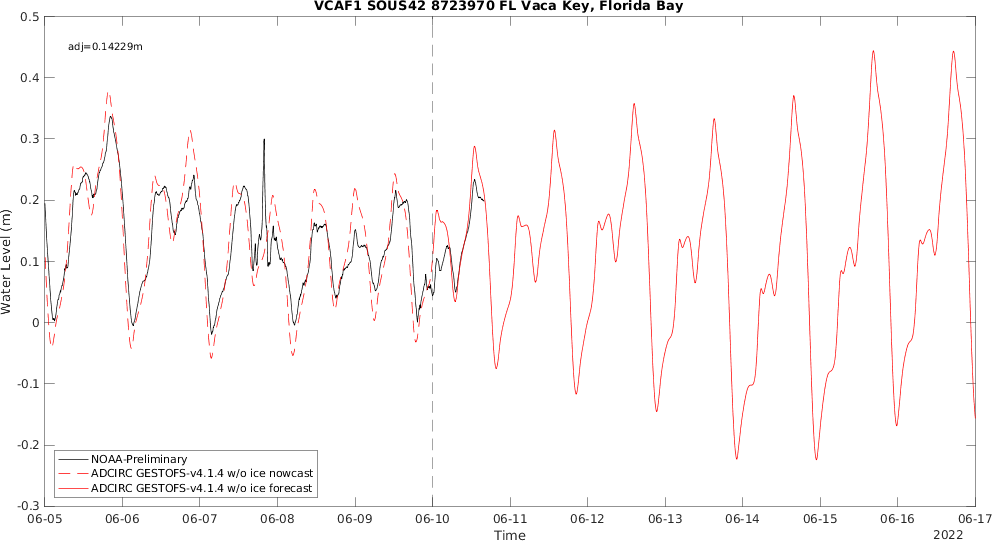 VCAF1 SOUS42 8723970 FL Vaca Key, Florida Bay
adj=0.14229m
0.5
0.4
0.3
0.2
0.1
0
-0.1
-0.2
-0.3
Water Level (m)
NOAA-Preliminary
ADCIRC GESTOFS-v4.1.4 w/o ice nowcast
ADCIRC GESTOFS-v4.1.4 w/o ice forecast
06-05 06-06 06-07 06-08 06-09 06-10 06-11 06-12 06-13 06-14 06-15 06-16 06-17
Time
2022